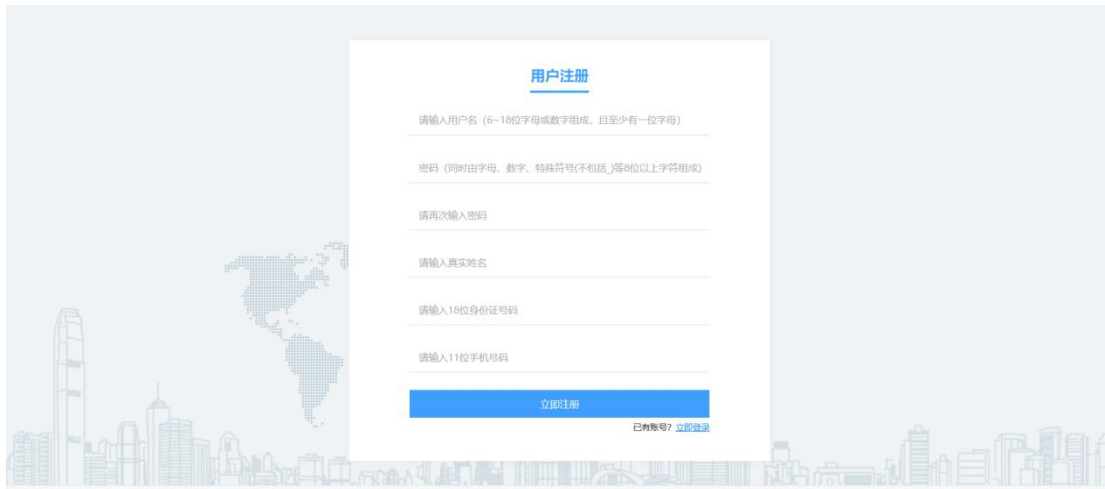 用户注册
请输入用户名（6~18位字母或数字组成、且至少有一位字母）
密码（同时由字母、数字、特殊符号(不包括_)等8位以上字符组成）
请再次输入密码
请输入真实姓名
请输入18位身份证号码
请输入11位手机号码
立即注册
已有账号? 立即登录